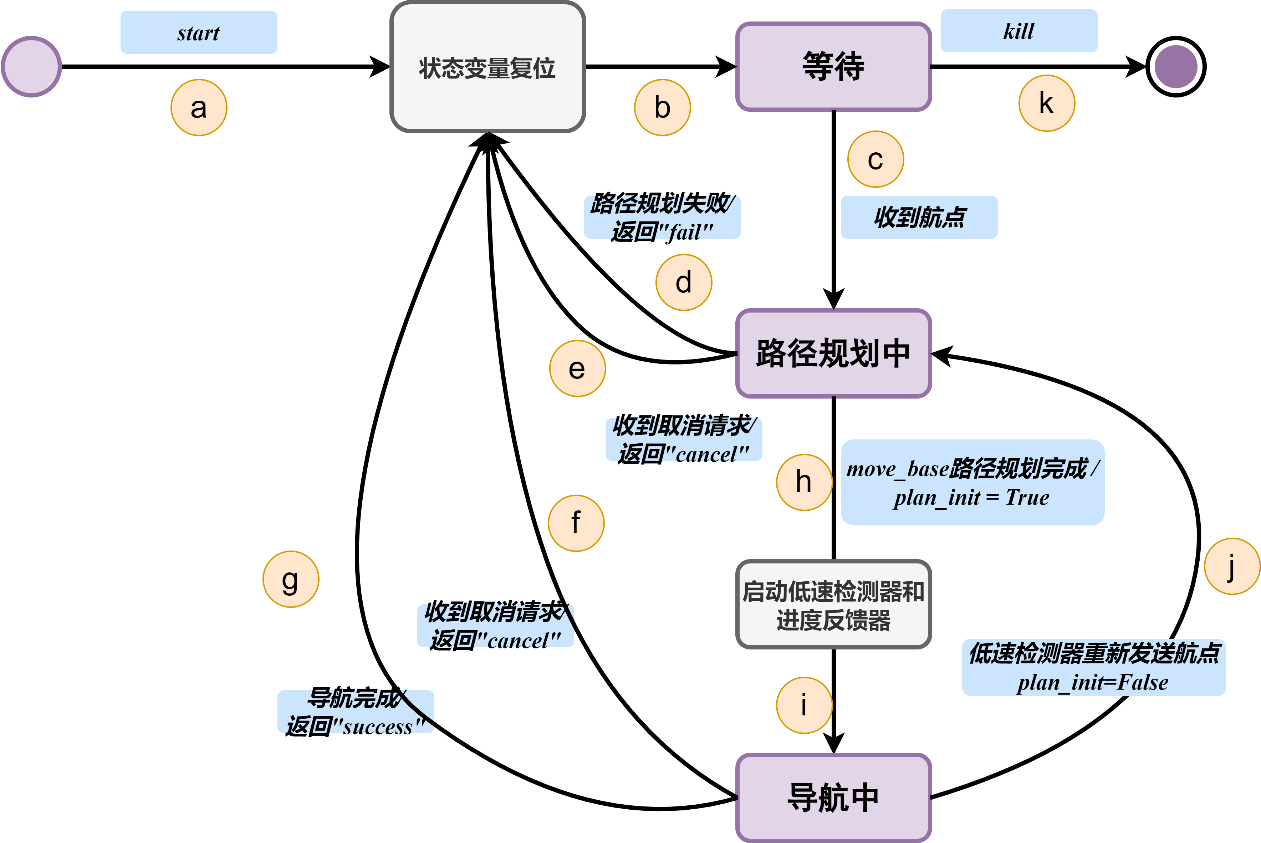 start
kill
状态变量复位
等待
a
b
k
c
路径规划失败/
返回"fail"
收到航点
d
路径规划中
e
收到取消请求/
返回"cancel"
h
move_base路径规划完成 /
plan_init = True
f
g
j
启动低速检测器和
进度反馈器
收到取消请求/
返回"cancel"
低速检测器重新发送航点
plan_init=False
导航完成/
返回"success"
i
导航中